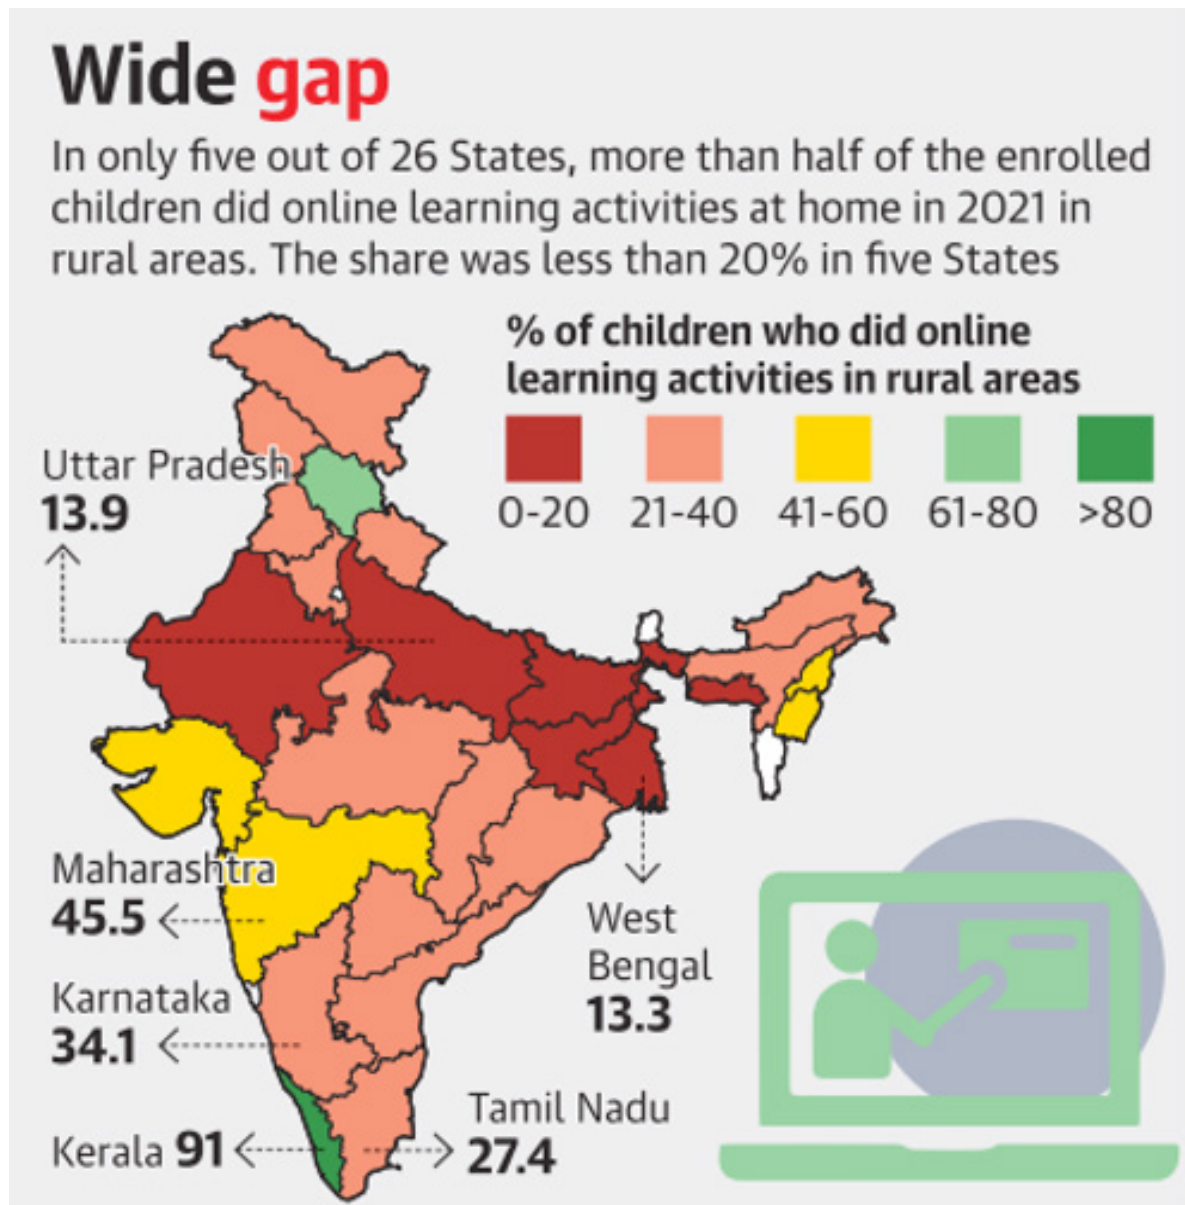 Wide gap
In only five out of 26 States, more than half of the enrolled
children did online learning activities at home in 2021 in
rural areas. The share was less than 20% in five States
% of children who did online
learning activities in rural areas
0-20 21-40 41-60 61-80 >80
Uttar Pradesh
13.9
Maharashtra
45.5
West
Bengal
13.3
Karnataka
34.1
Tamil Nadu
27.4
Kerala 91